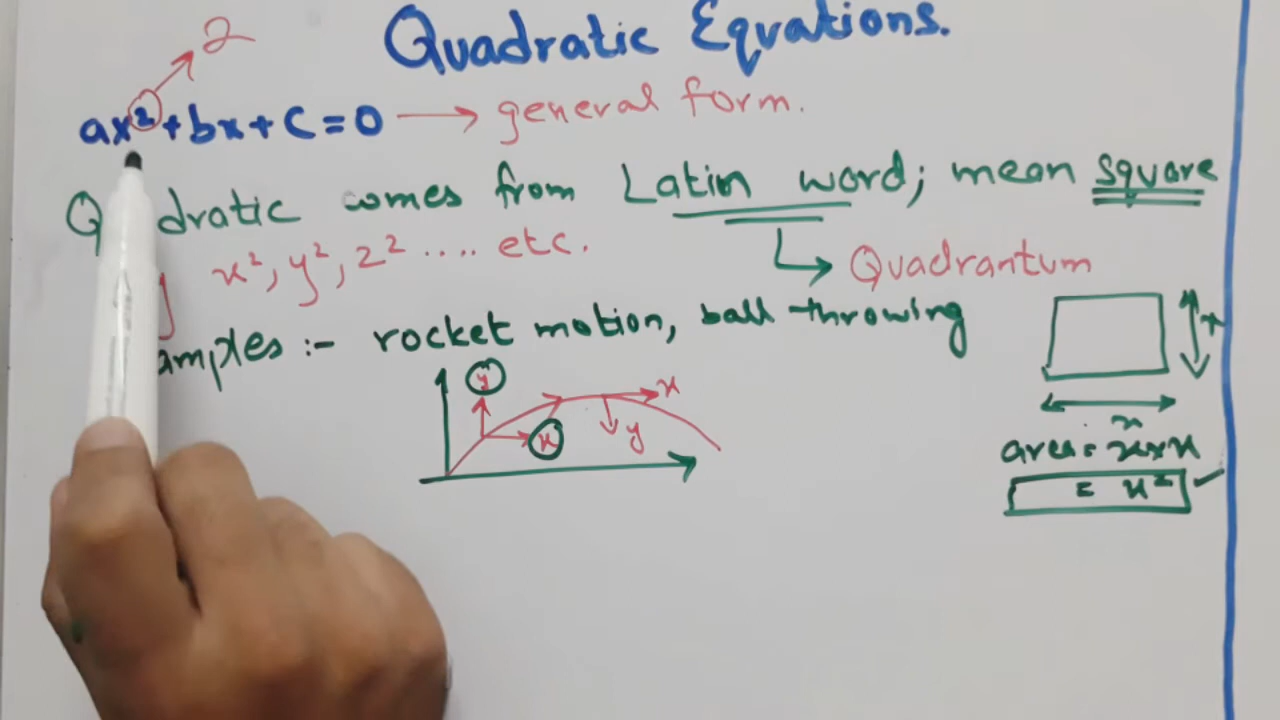 Quadratic Equations.
2
ax²+bx+c=0 → general form.
Q dratic comes from Latin word; mean square
y x², y², z² .... etc.
Quadrantum
amples :- rocket motion, ball throwing
y
x
x
y
x
x
area = x×x
= x²